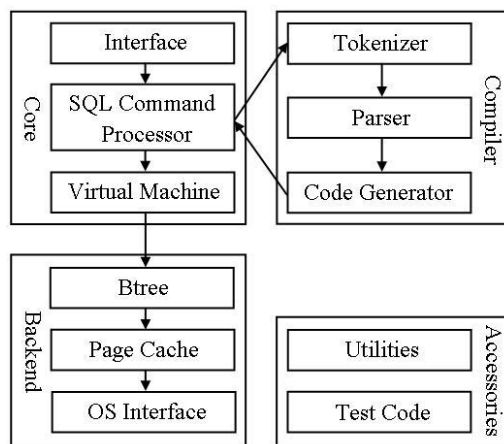 Core
Interface
SQL Command
Processor
Virtual Machine
Compiler
Tokenizer
Parser
Code Generator
Backend
Btree
Page Cache
OS Interface
Accessories
Utilities
Test Code